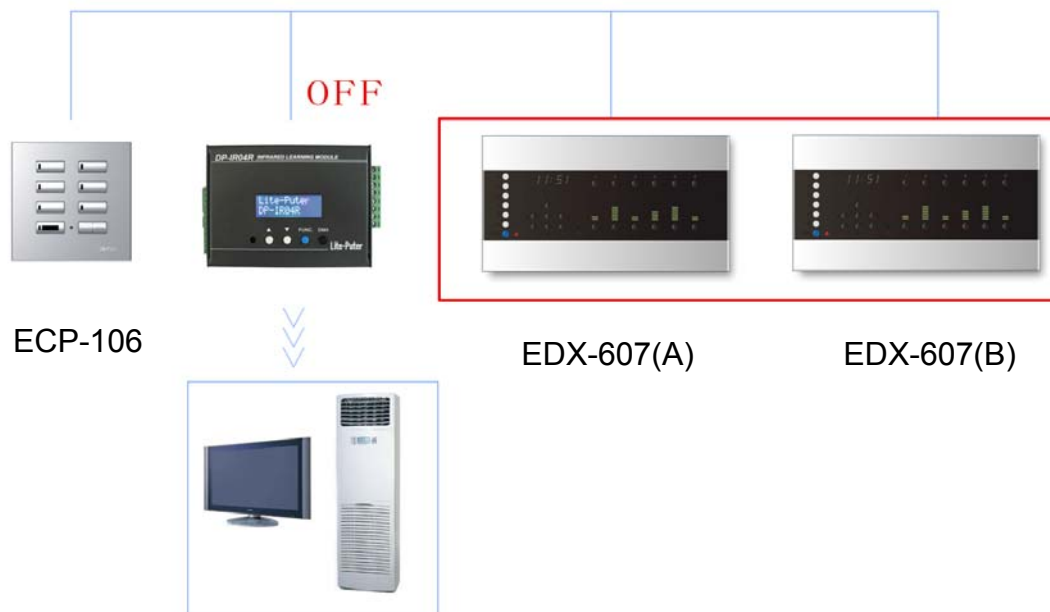 OFF
DP-IR04R INFRARED LEARNING MODULE
Lite-Puter
DP-IR04R
FUNC.
Lite-Puter
11:51
11:51
ECP-106
EDX-607(A)
EDX-607(B)